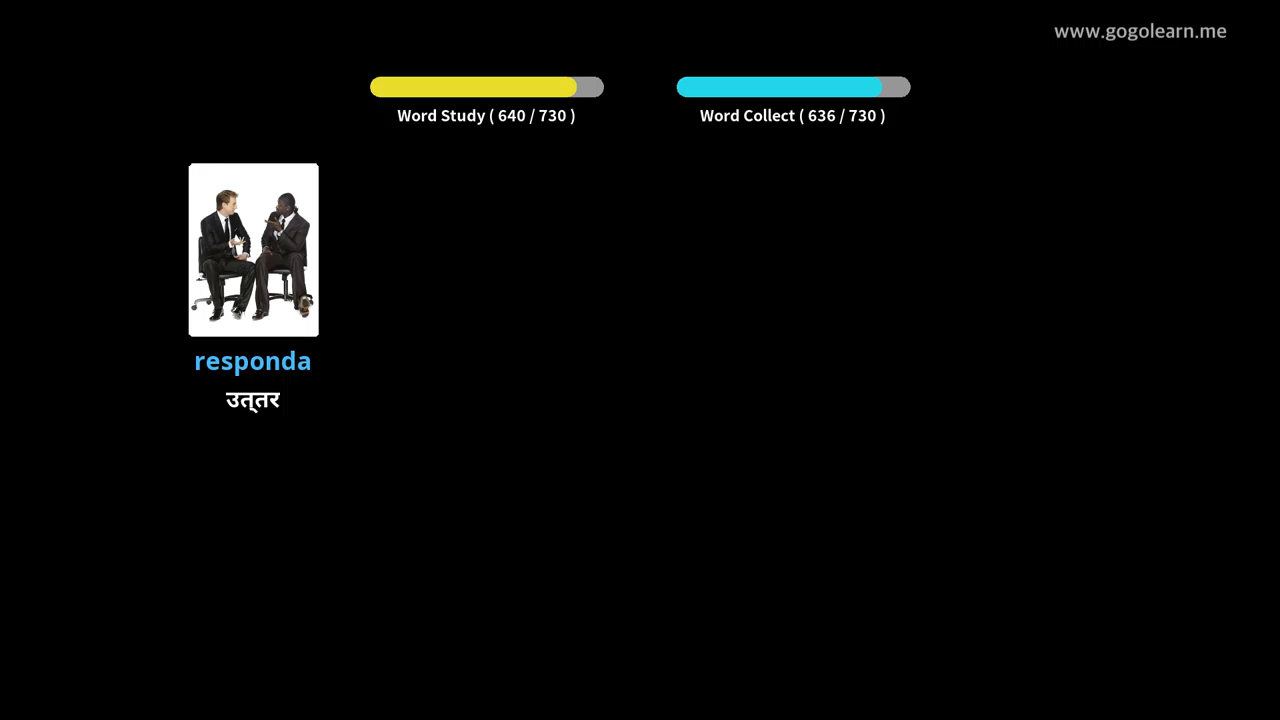 www.gogolearn.me
Word Study ( 640 / 730 )
Word Collect ( 636 / 730 )
responda
उत्तर